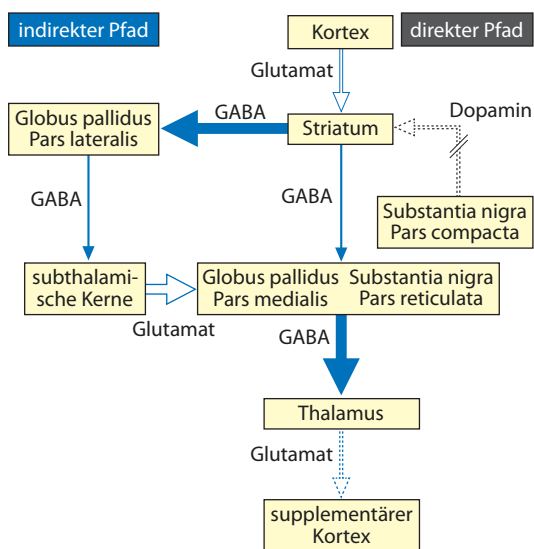 indirekter Pfad
Kortex
direkter Pfad
Glutamat
Dopamin
GABA
Globus pallidus
Pars lateralis
Striatum
GABA
GABA
Substantia nigra
Pars compacta
subthalami-
sche Kerne
Globus pallidus
Pars medialis
Substantia nigra
Pars reticulata
Glutamat
GABA
Thalamus
Glutamat
supplementärer
Kortex